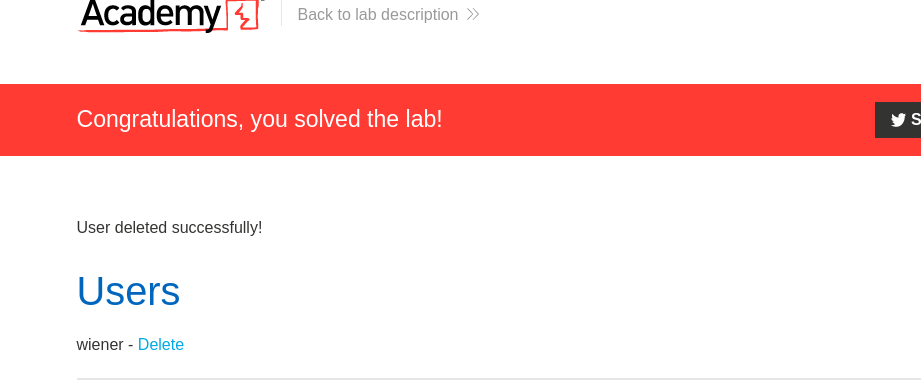 Academy
Back to lab description
Congratulations, you solved the lab!
S
User deleted successfully!
Users
wiener - Delete